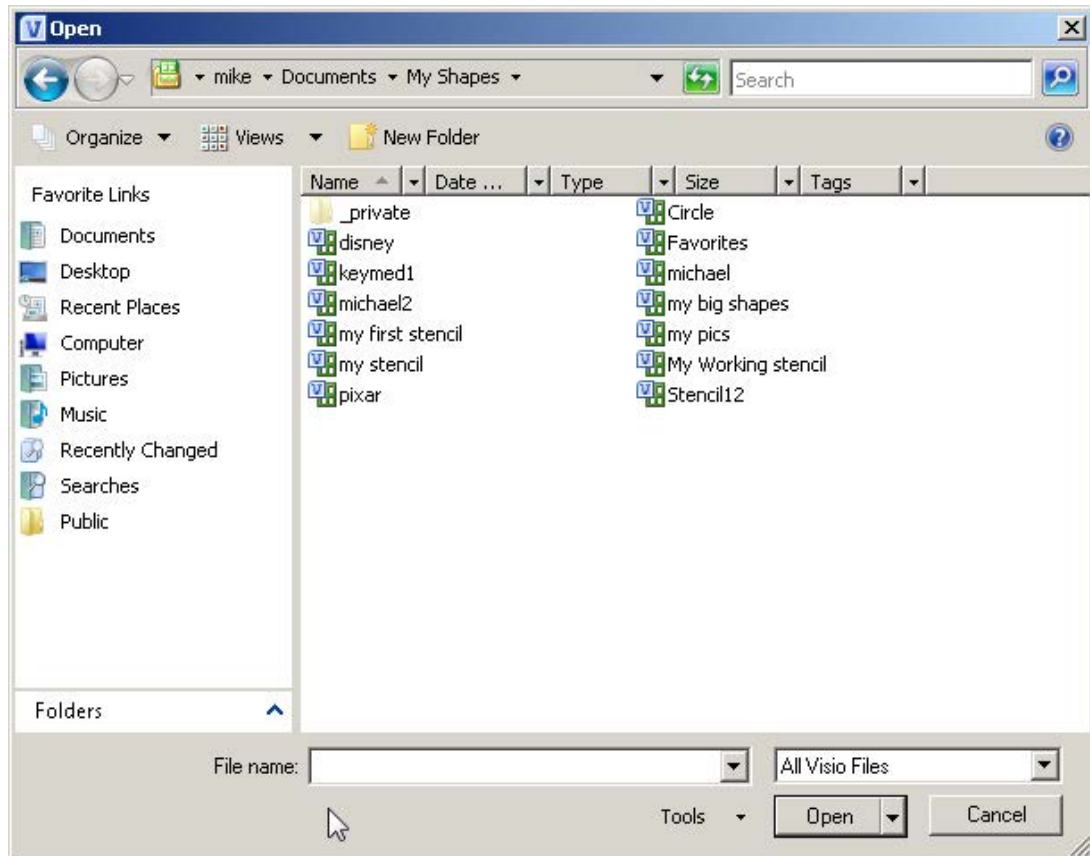 Open
mike Documents My Shapes Search
Organize Views New Folder
Favorite Links
Documents
Desktop
Recent Places
Computer
Pictures
Music
Recently Changed
Searches
Public
Folders
Name Date ... Type Size Tags
_private Circle
disney Favorites
keymed1 michael
michael2 my big shapes
my first stencil my pics
my stencil My Working stencil
pixar Stencil12
File name: All Visio Files
Tools Open Cancel